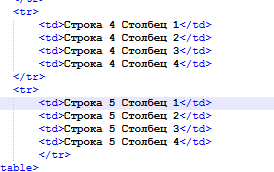 </tr>
<tr>
<td>Строка 4 Столбец 1</td>
<td>Строка 4 Столбец 2</td>
<td>Строка 4 Столбец 3</td>
<td>Строка 4 Столбец 4</td>
</tr>
<tr>
<td>Строка 5 Столбец 1</td>
<td>Строка 5 Столбец 2</td>
<td>Строка 5 Столбец 3</td>
<td>Строка 5 Столбец 4</td>
</tr>
table>